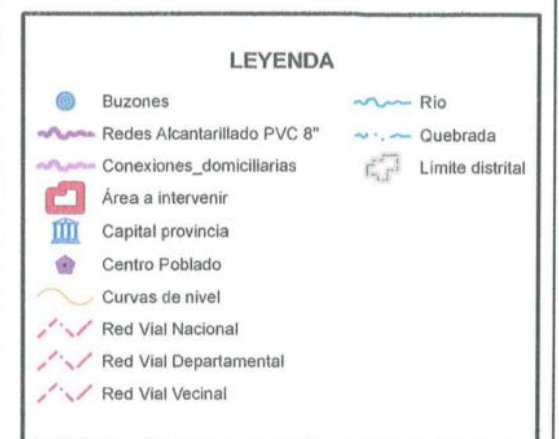 LEYENDA
Buzones
Redes Alcantarillado PVC 8"
Conexiones_domiciliarias
Área a intervenir
Capital provincia
Centro Poblado
Curvas de nivel
Red Vial Nacional
Red Vial Departamental
Red Vial Vecinal
Rio
Quebrada
Limite distrital